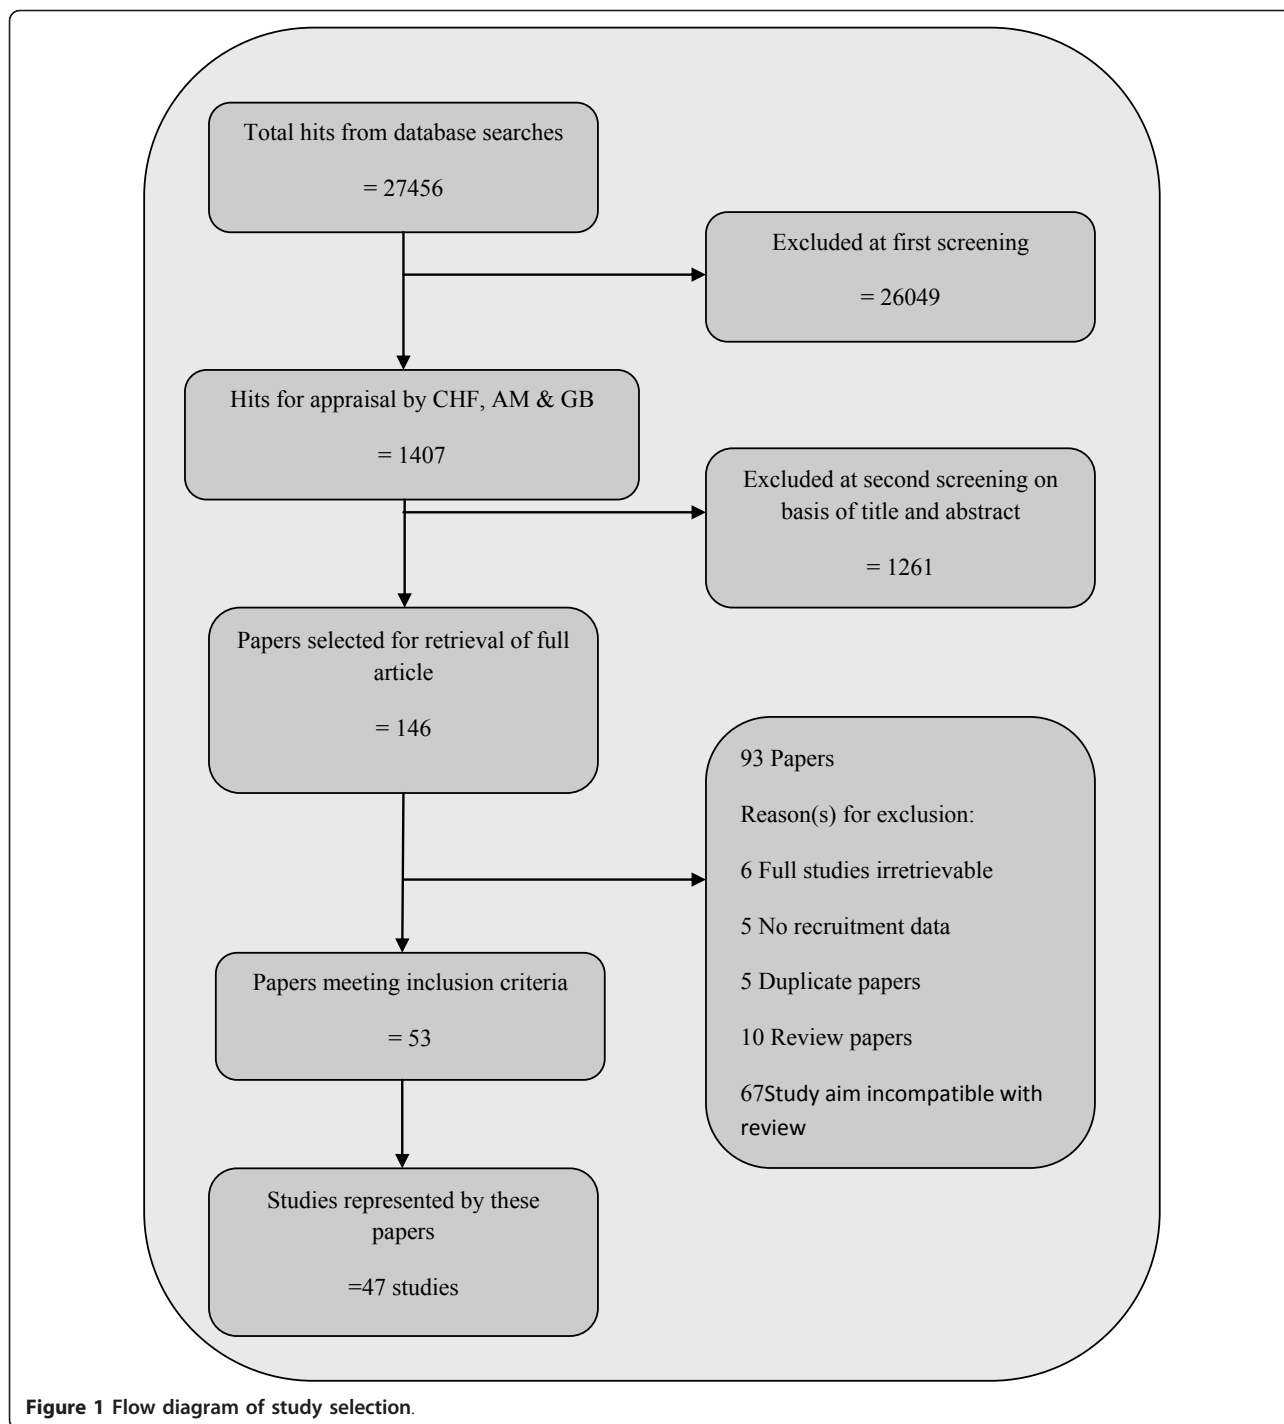 Total hits from database searches
= 27456
Excluded at first screening
= 26049
Hits for appraisal by CHF, AM & GB
= 1407
Excluded at second screening on
basis of title and abstract
= 1261
Papers selected for retrieval of full
article
= 146
93 Papers
Reason(s) for exclusion:
6 Full studies irretrievable
5 No recruitment data
5 Duplicate papers
10 Review papers
67Study aim incompatible with
review
Papers meeting inclusion criteria
= 53
Studies represented by these
papers
=47 studies
Figure 1 Flow diagram of study selection.